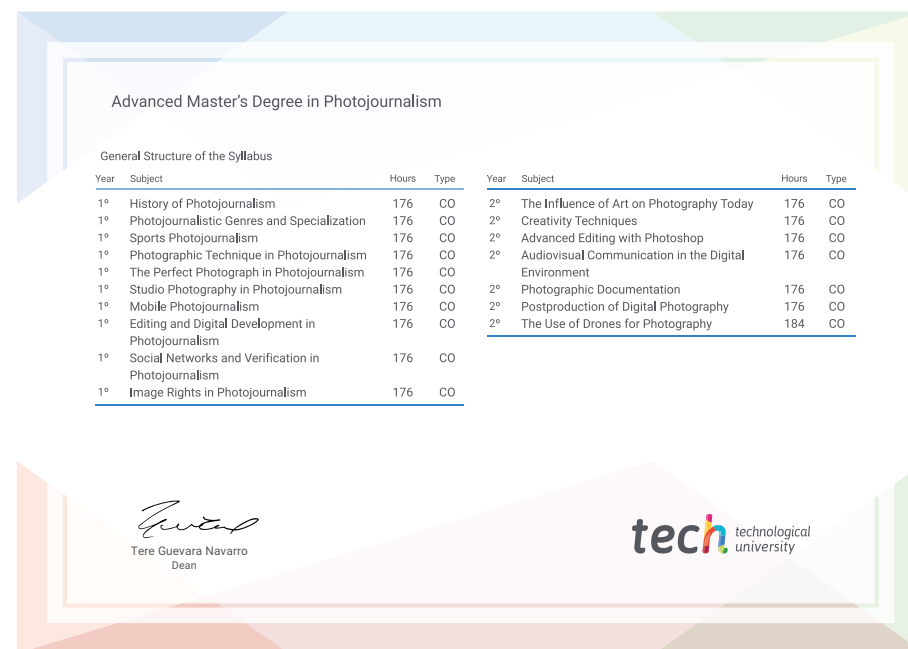 Advanced Master's Degree in Photojournalism
General Structure of the Syllabus
Year Subject Hours Type
1º History of Photojournalism 176 CO
1º Photojournalistic Genres and Specialization 176 CO
1º Sports Photojournalism 176 CO
1º Photographic Technique in Photojournalism 176 CO
1º The Perfect Photograph in Photojournalism 176 CO
1º Studio Photography in Photojournalism 176 CO
1º Mobile Photojournalism 176 CO
1º Editing and Digital Development in 176 CO
Photojournalism
1º Social Networks and Verification in 176 CO
Photojournalism
1º Image Rights in Photojournalism 176 CO
Year Subject Hours Type
2º The Influence of Art on Photography Today 176 CO
2º Creativity Techniques 176 CO
2º Advanced Editing with Photoshop 176 CO
2º Audiovisual Communication in the Digital 176 CO
Environment
2º Photographic Documentation 176 CO
2º Postproduction of Digital Photography 176 CO
2º The Use of Drones for Photography 184 CO
Tere Guevara Navarro
Dean
tech technological
university